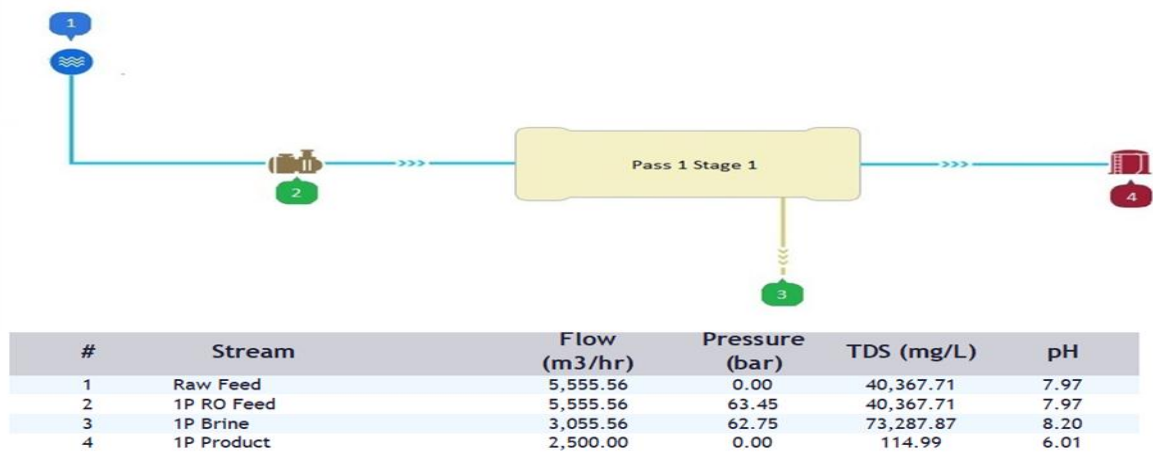 1
2
Pass 1 Stage 1
4
3
# Stream Flow (m3/hr) Pressure (bar) TDS (mg/L) pH
1 Raw Feed 5,555.56 0.00 40,367.71 7.97
2 1P RO Feed 5,555.56 63.45 40,367.71 7.97
3 1P Brine 3,055.56 62.75 73,287.87 8.20
4 1P Product 2,500.00 0.00 114.99 6.01